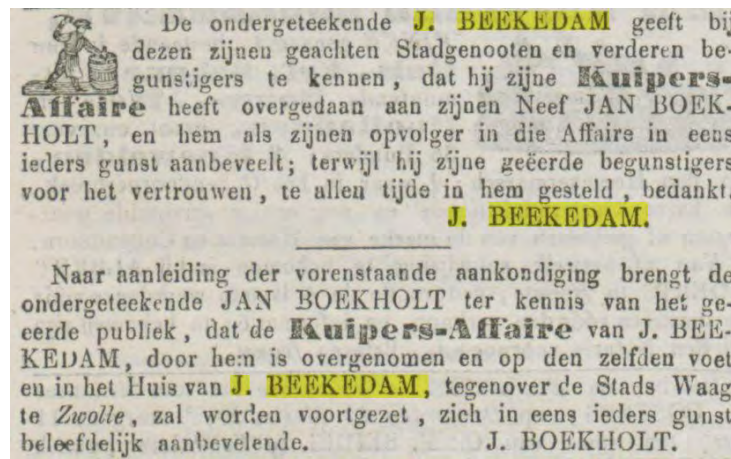 De ondergeteekende J. BEEKEDAM geeft bij
dezen zijnen geachten Stadgenooten en verderen be-
gunstigers te kennen, dat hij zijne Kuipers-
Affaire heeft overgedaan aan zijnen Neef JAN BOEK-
HOLT, en hem als zijnen opvolger in die Affaire in eens
ieders gunst aanbeveelt; terwijl hij zijne geëerde begunstigers
voor het vertrouwen, te allen tijde in hem gesteld, bedankt.
J. BEEKEDAM.
Naar aanleiding der vorenstaande aankondiging brengt de
ondergeteekende JAN BOEKHOLT ter kennis van het ge-
eerde publiek, dat de Kuipers-Affaire van J. BEE-
KEDAM, door hem is overgenomen en op den zelfden voet
en in het Huis van J. BEEKEDAM, tegenover de Stads Waag
te Zwolle, zal worden voortgezet, zich in eens ieders gunst
beleefdelijk aanbevelende. J. BOEKHOLT.